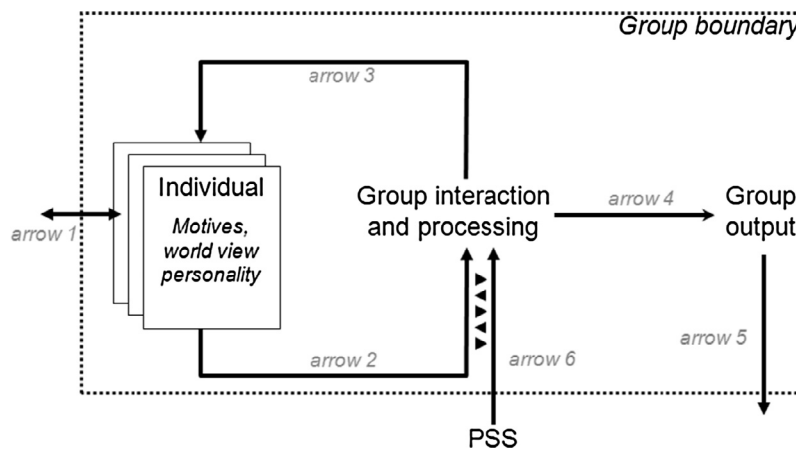 Group boundary
arrow 3
Individual
Motives,
world view
personality
arrow 1
Group interaction
and processing
arrow 4
Group
output
arrow 2
arrow 6
arrow 5
PSS